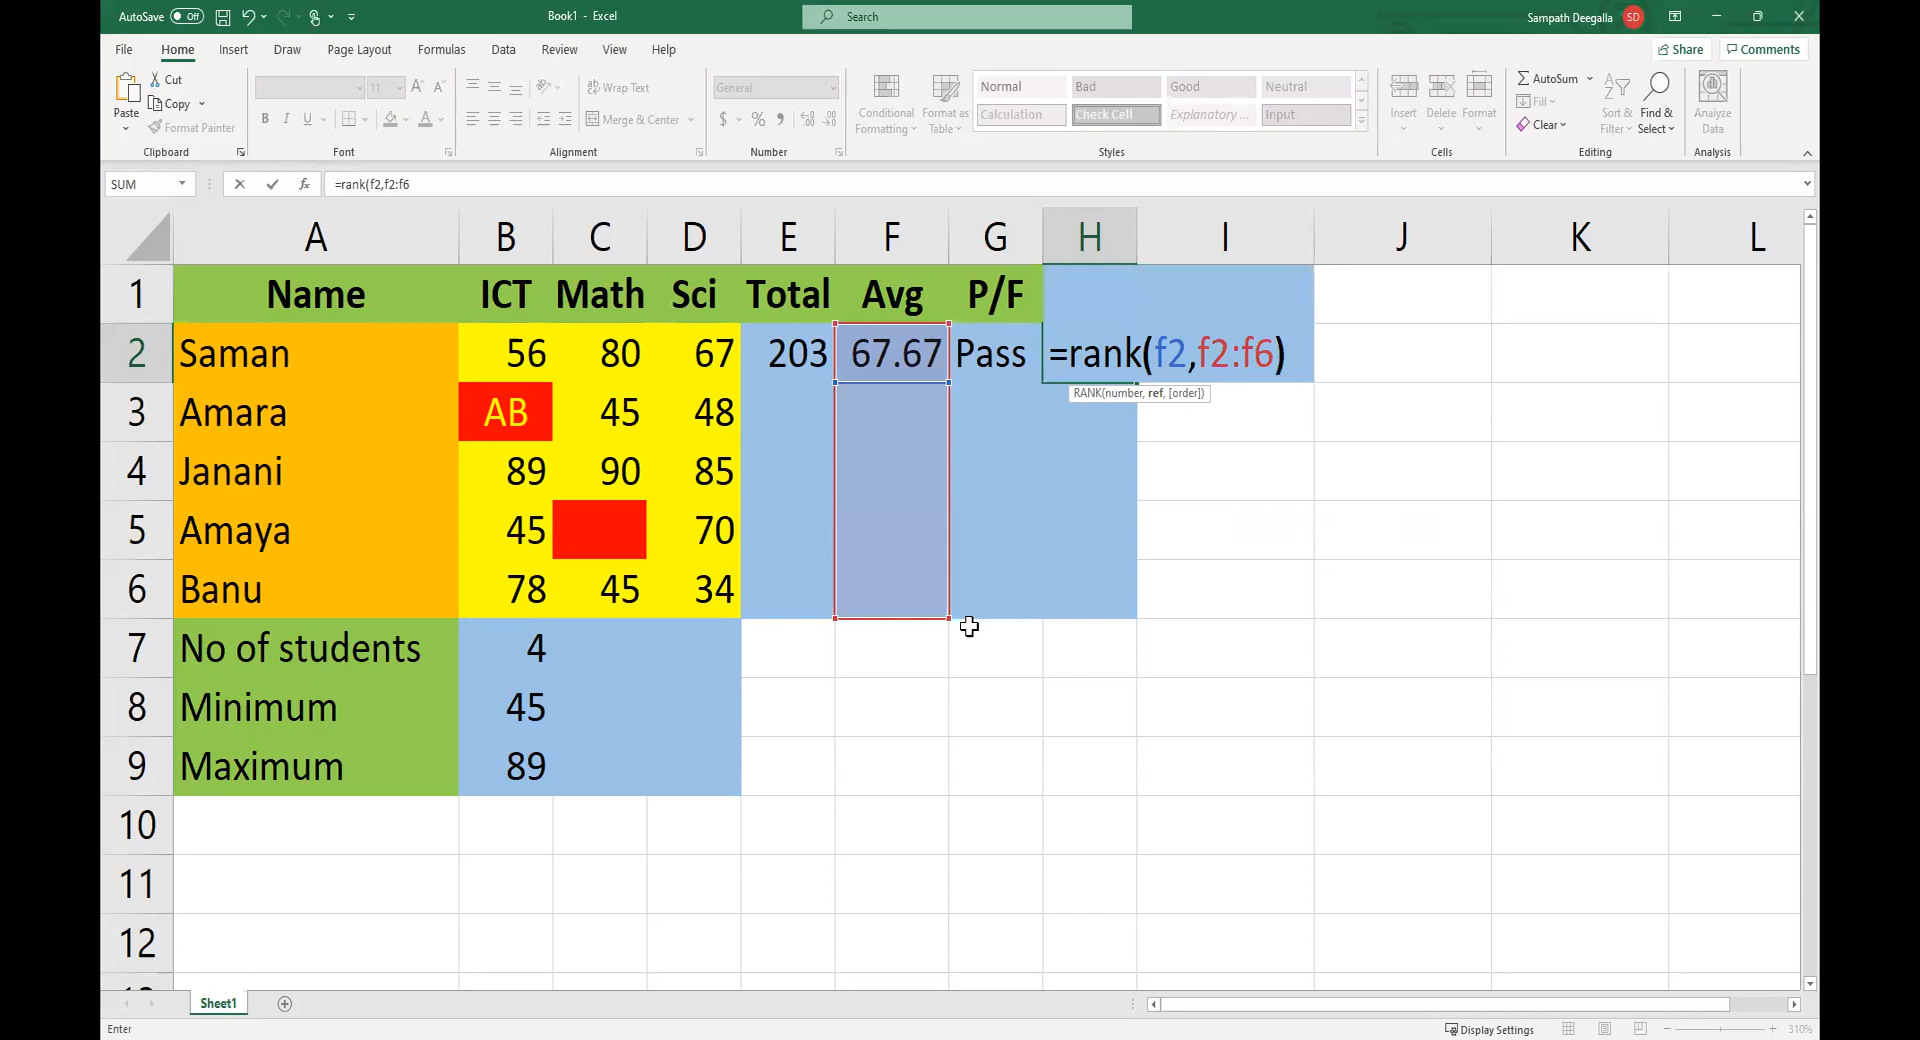 AutoSave Off
Book1 - Excel
Search
Sampath Deegalla SD
File Home Insert Draw Page Layout Formulas Data Review View Help
Share Comments
Paste
Cut
Copy
Format Painter
Clipboard
11
B I U
Font
Wrap Text
Merge & Center
Alignment
General
$ % 9
Number
Conditional Formatting
Format as Table
Normal Bad Good Neutral
Calculation Check Cell Explanatory ... Input
Styles
Insert Delete Format
Cells
AutoSum
Fill
Clear
Sort & Filter
Find & Select
Editing
Analyze Data
Analysis
SUM fx =rank(f2,f2:f6
A B C D E F G H I J K L
1 Name ICT Math Sci Total Avg P/F
2 Saman 56 80 67 203 67.67 Pass =rank(f2,f2:f6)
RANK(number, ref, [order])
3 Amara AB 45 48
4 Janani 89 90 85
5 Amaya 45 70
6 Banu 78 45 34
7 No of students 4
8 Minimum 45
9 Maximum 89
10
11
12
Sheet1
Enter
Display Settings
310%